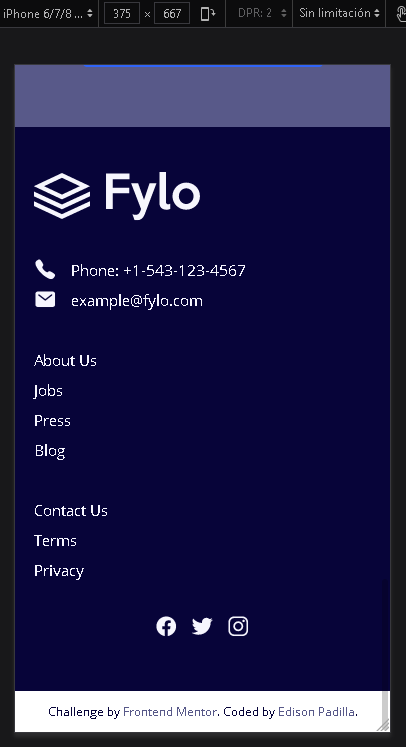 iPhone 6/7/8 ... 375 × 667 DPR: 2 Sin limitación
Fylo
Phone: +1-543-123-4567
example@fylo.com
About Us
Jobs
Press
Blog
Contact Us
Terms
Privacy
Challenge by Frontend Mentor. Coded by Edison Padilla.